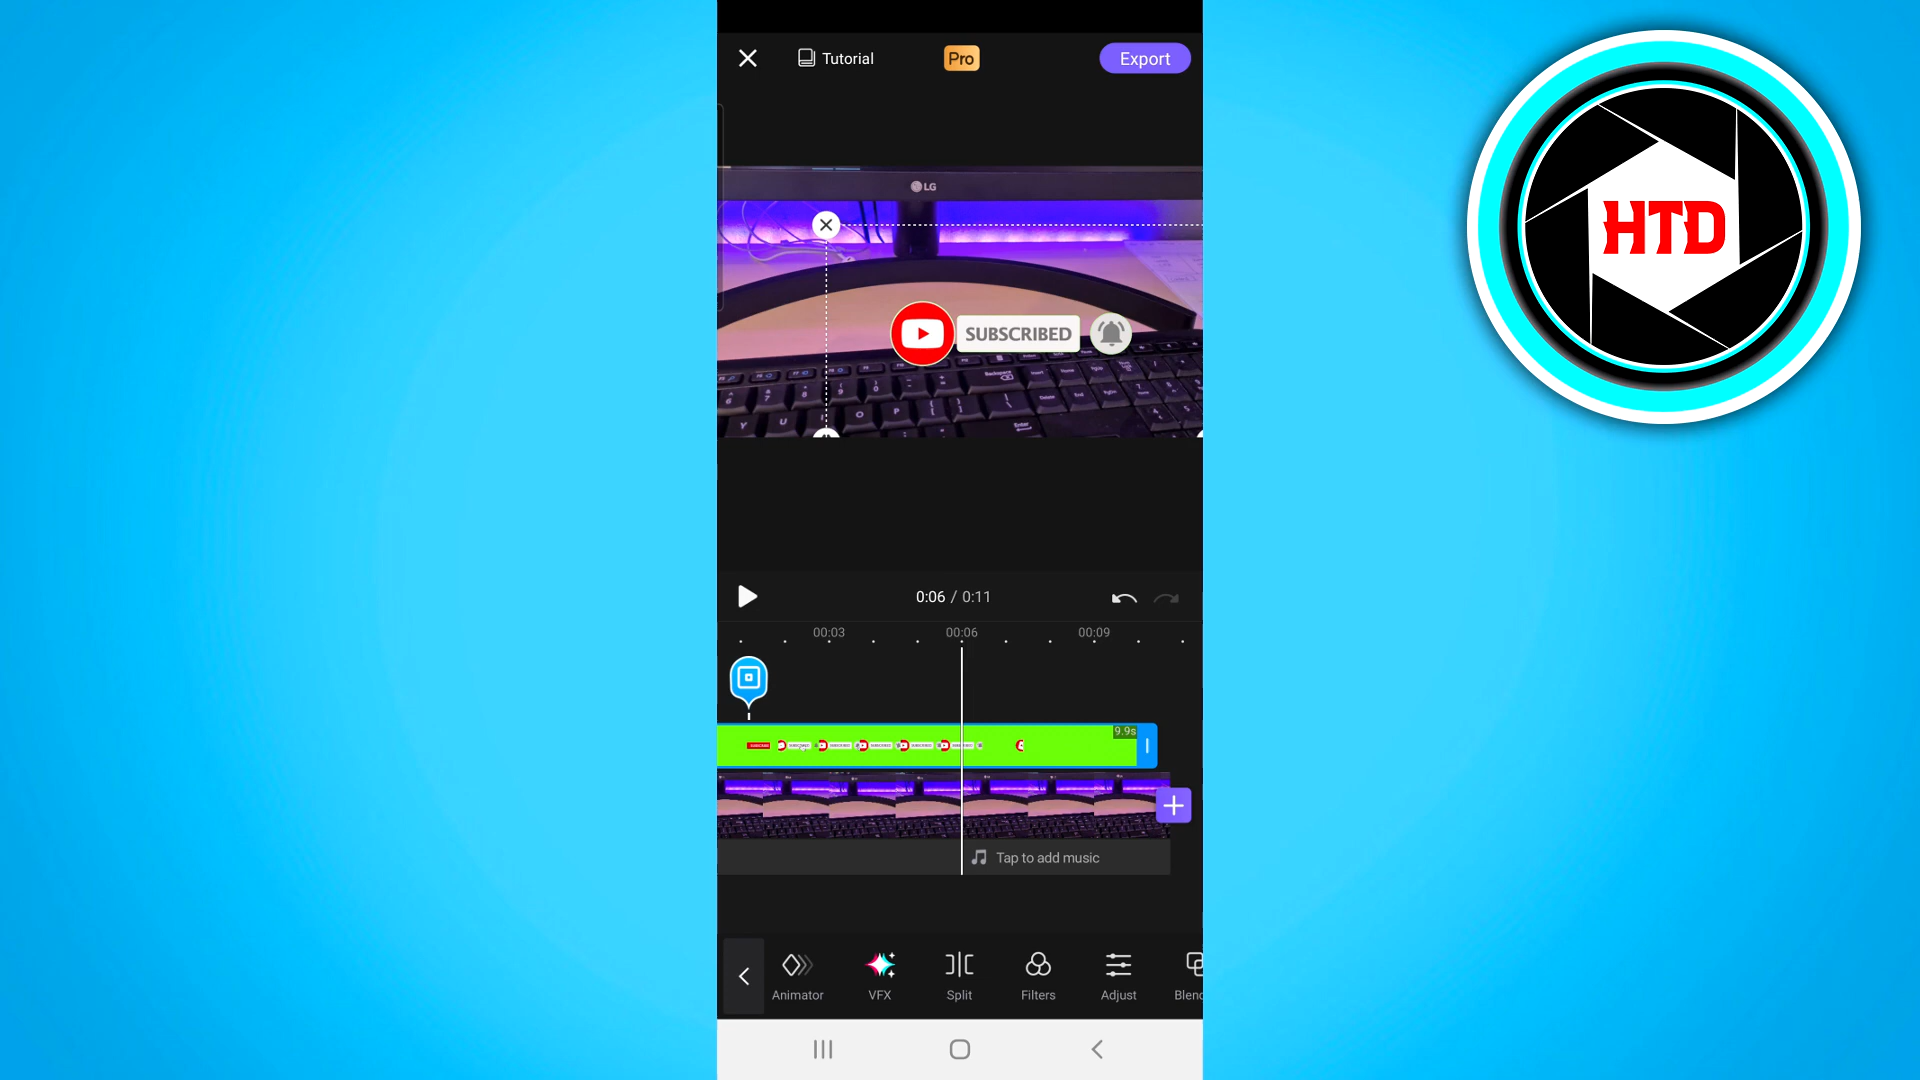 Tutorial
Pro
Export
HTD
LG
SUBSCRIBED
0:06 / 0:11
00:03
00:06
00:09
9.9s
Tap to add music
Animator
VFX
Split
Filters
Adjust
Blend